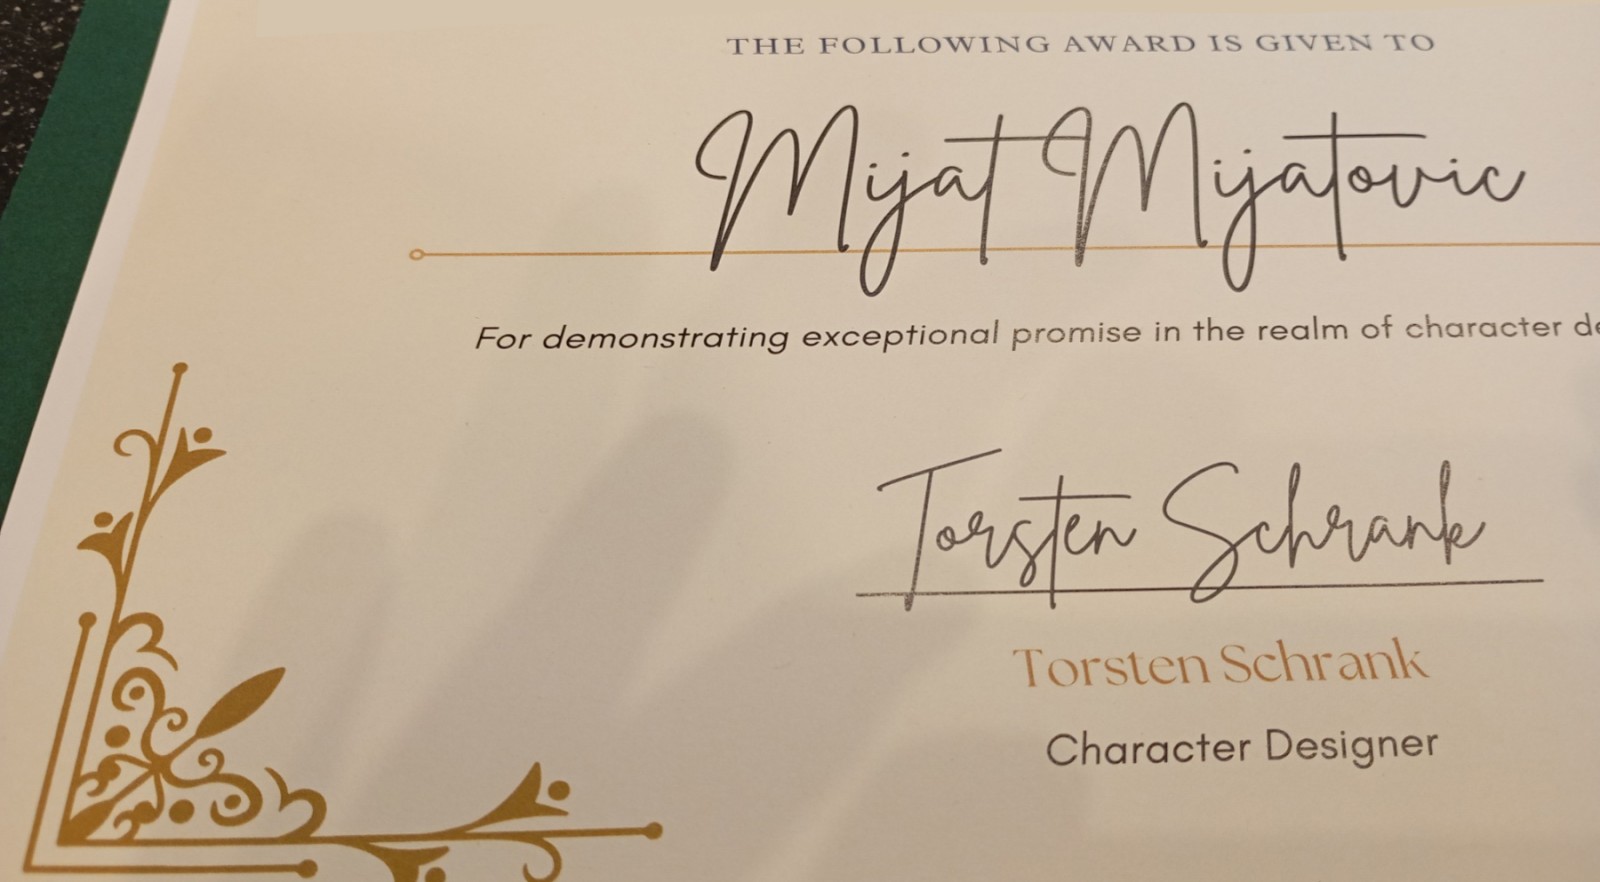 THE FOLLOWING AWARD IS GIVEN TO
Mijat Mijatovic
For demonstrating exceptional promise in the realm of character
Torsten Schrank
Torsten Schrank
Character Designer